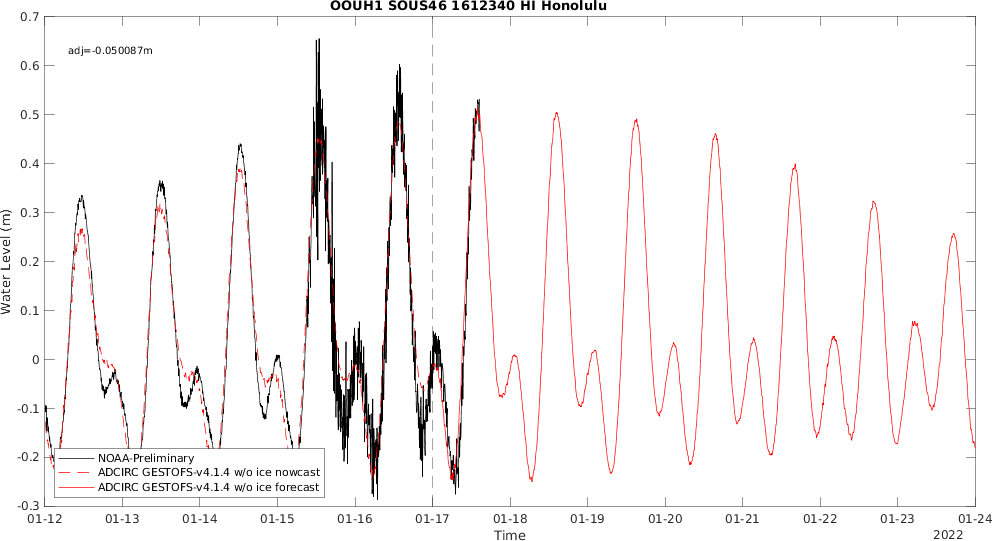 OOUH1 SOUS46 1612340 HI Honolulu
0.7
adj=-0.050087m
0.6
0.5
0.4
0.3
0.2
0.1
0
-0.1
-0.2
-0.3
Water Level (m)
NOAA-Preliminary
ADCIRC GESTOFS-v4.1.4 w/o ice nowcast
ADCIRC GESTOFS-v4.1.4 w/o ice forecast
01-12 01-13 01-14 01-15 01-16 01-17 01-18 01-19 01-20 01-21 01-22 01-23 01-24
Time
2022